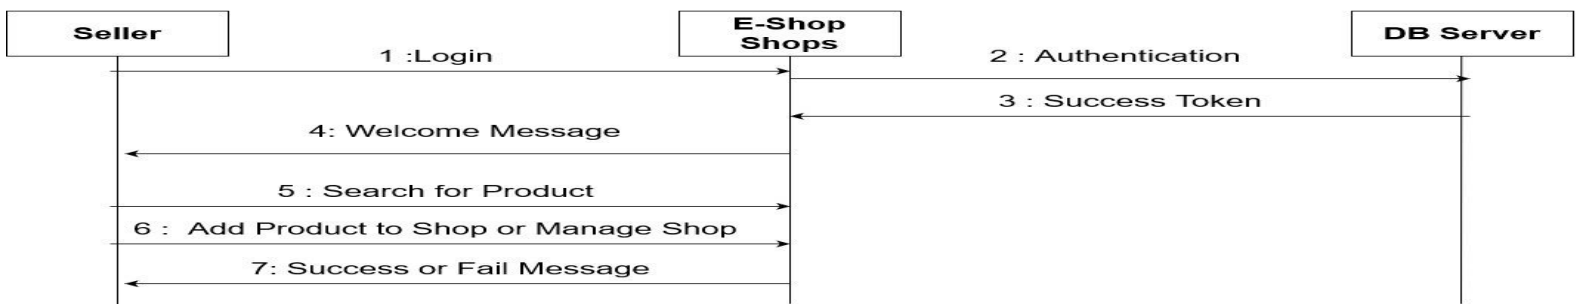 Seller
E-Shop
Shops
DB Server
1 :Login
2 : Authentication
3 : Success Token
4: Welcome Message
5 : Search for Product
6 : Add Product to Shop or Manage Shop
7: Success or Fail Message